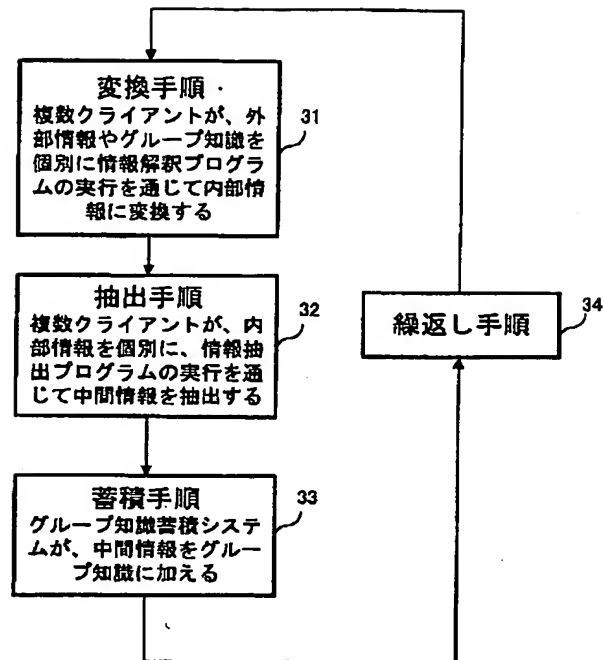 変換手順
複数クライアントが、外
部情報やグループ知識を
個別に情報解釈プログラ
ムの実行を通じて内部情
報に変換する
31
抽出手順
複数クライアントが、内
部情報を個別に、情報抽
出プログラムの実行を通
じて中間情報を抽出する
32
繰返し手順
34
蓄積手順
グループ知識蓄積システ
ムが、中間情報をグルー
プ知識に加える
33